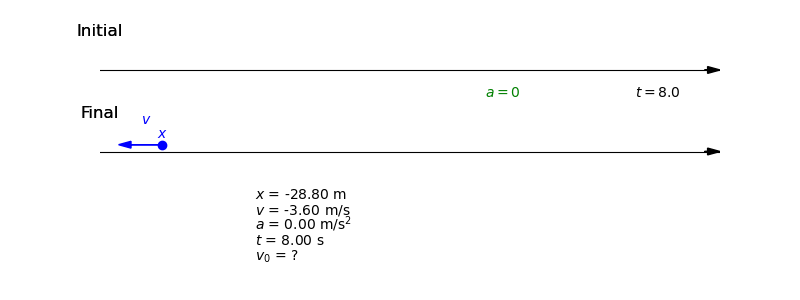 Initial
a = 0
t = 8.0
Final
v
x
x = -28.80 m
v = -3.60 m/s
a = 0.00 m/s²
t = 8.00 s
v₀ = ?